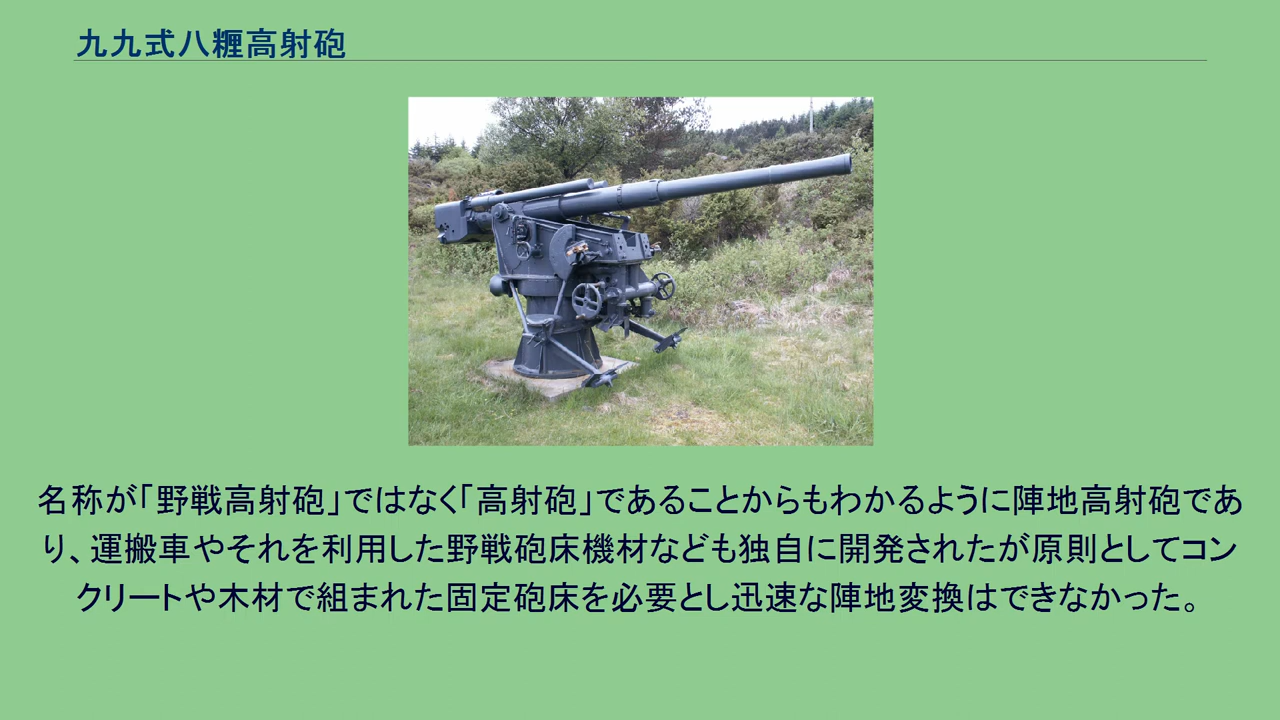 九九式八糎高射砲
名称が「野戦高射砲」ではなく「高射砲」であることからもわかるように陣地高射砲であ
り、運搬車やそれを利用した野戦砲床機材なども独自に開発されたが原則としてコン
クリートや木材で組まれた固定砲床を必要とし迅速な陣地変換はできなかった。